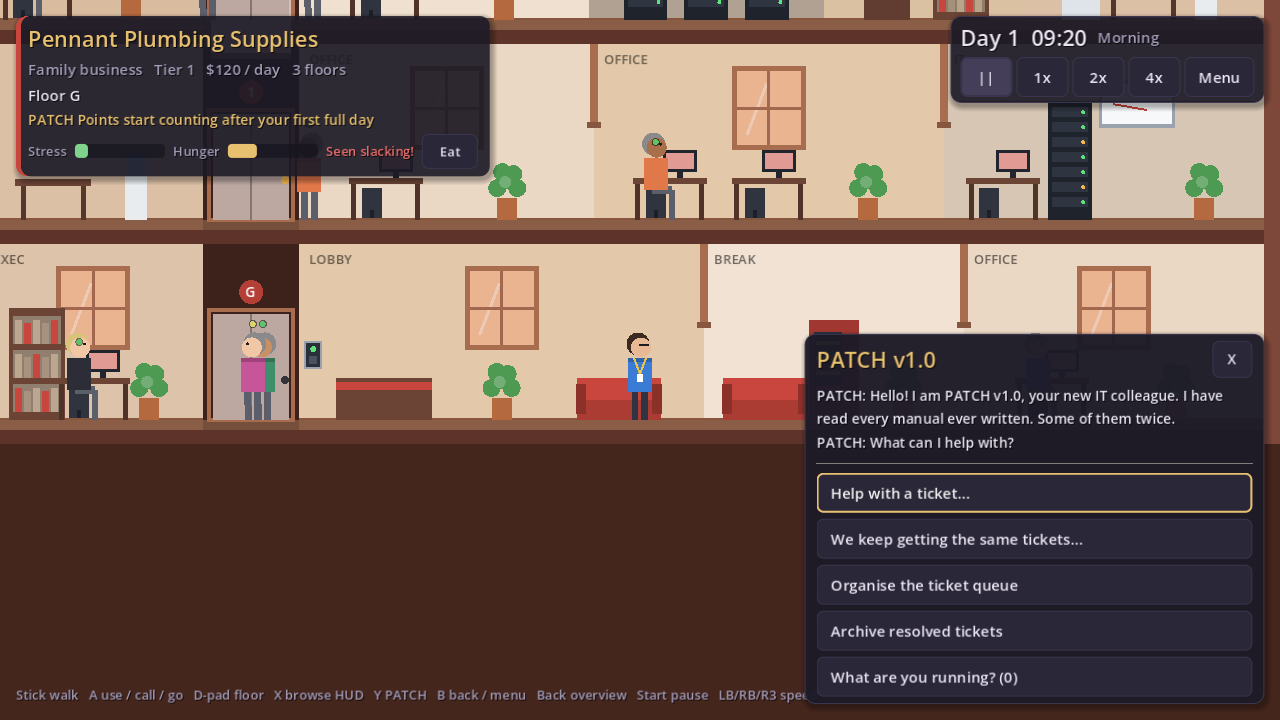 Pennant Plumbing Supplies
Family business Tier 1 $120 / day 3 floors
Floor G
PATCH Points start counting after your first full day
Stress Hunger Seen slacking! Eat
Day 1 09:20 Morning
|| 1x 2x 4x Menu
OFFICE
EXEC
G
LOBBY
BREAK
OFFICE
PATCH v1.0
X
PATCH: Hello! I am PATCH v1.0, your new IT colleague. I have
read every manual ever written. Some of them twice.
PATCH: What can I help with?
Help with a ticket...
We keep getting the same tickets...
Organise the ticket queue
Archive resolved tickets
What are you running? (0)
Stick walk A use / call / go D-pad floor X browse HUD Y PATCH B back / menu Back overview Start pause LB/RB/R3